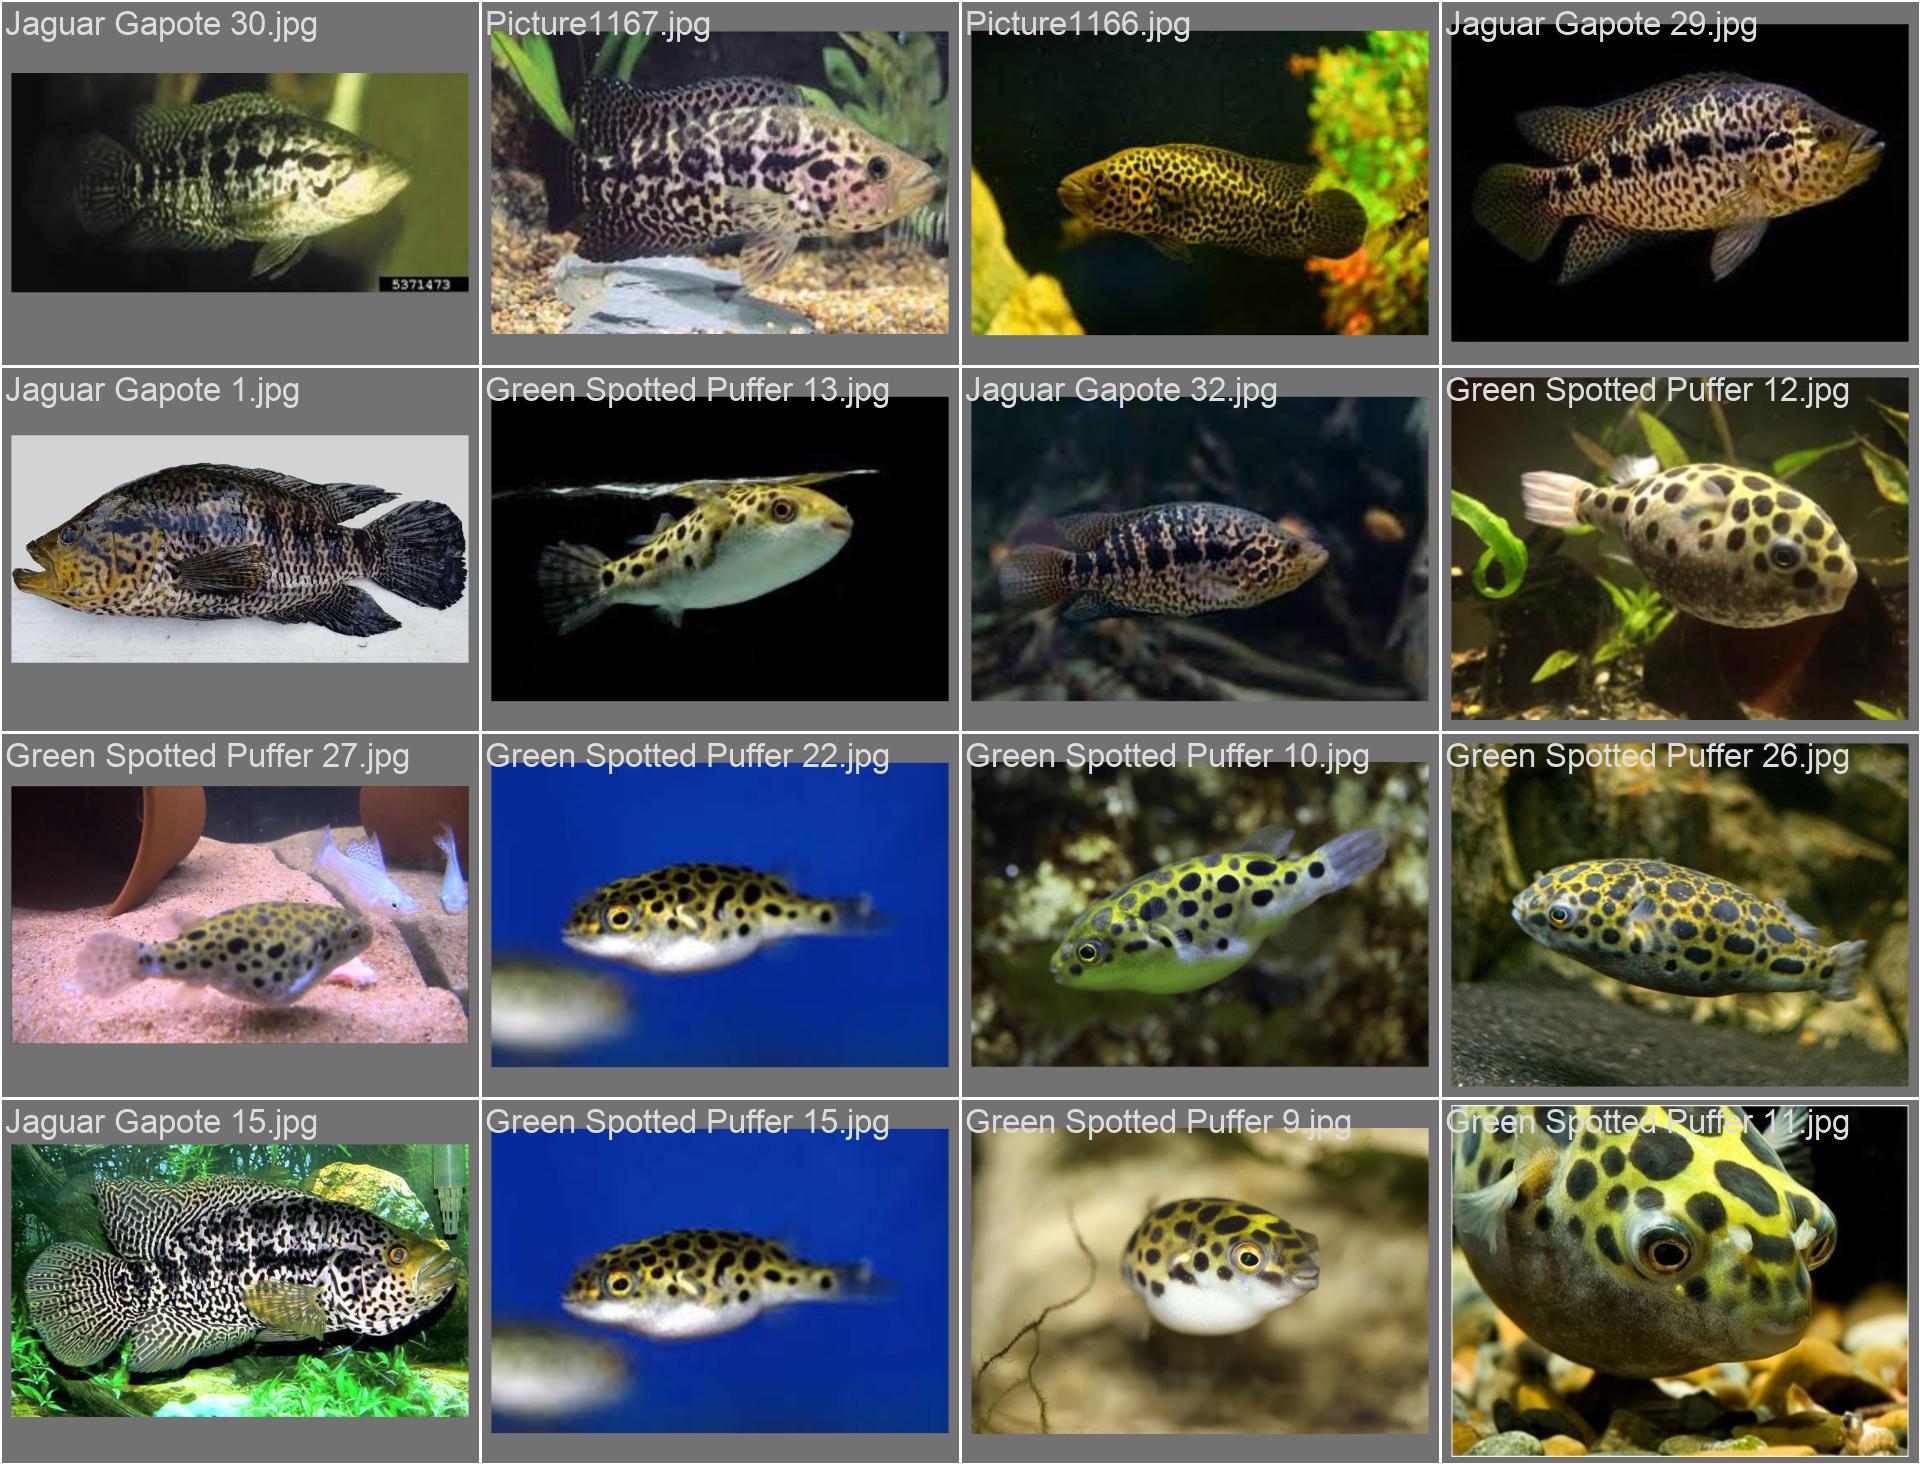 Jaguar Gapote 30.jpg
Picture1167.jpg
Picture1166.jpg
Jaguar Gapote 29.jpg
5371473
Jaguar Gapote 1.jpg
Green Spotted Puffer 13.jpg
Jaguar Gapote 32.jpg
Green Spotted Puffer 12.jpg
Green Spotted Puffer 27.jpg
Green Spotted Puffer 22.jpg
Green Spotted Puffer 10.jpg
Green Spotted Puffer 26.jpg
Jaguar Gapote 15.jpg
Green Spotted Puffer 15.jpg
Green Spotted Puffer 9.jpg
Green Spotted Puffer 11.jpg